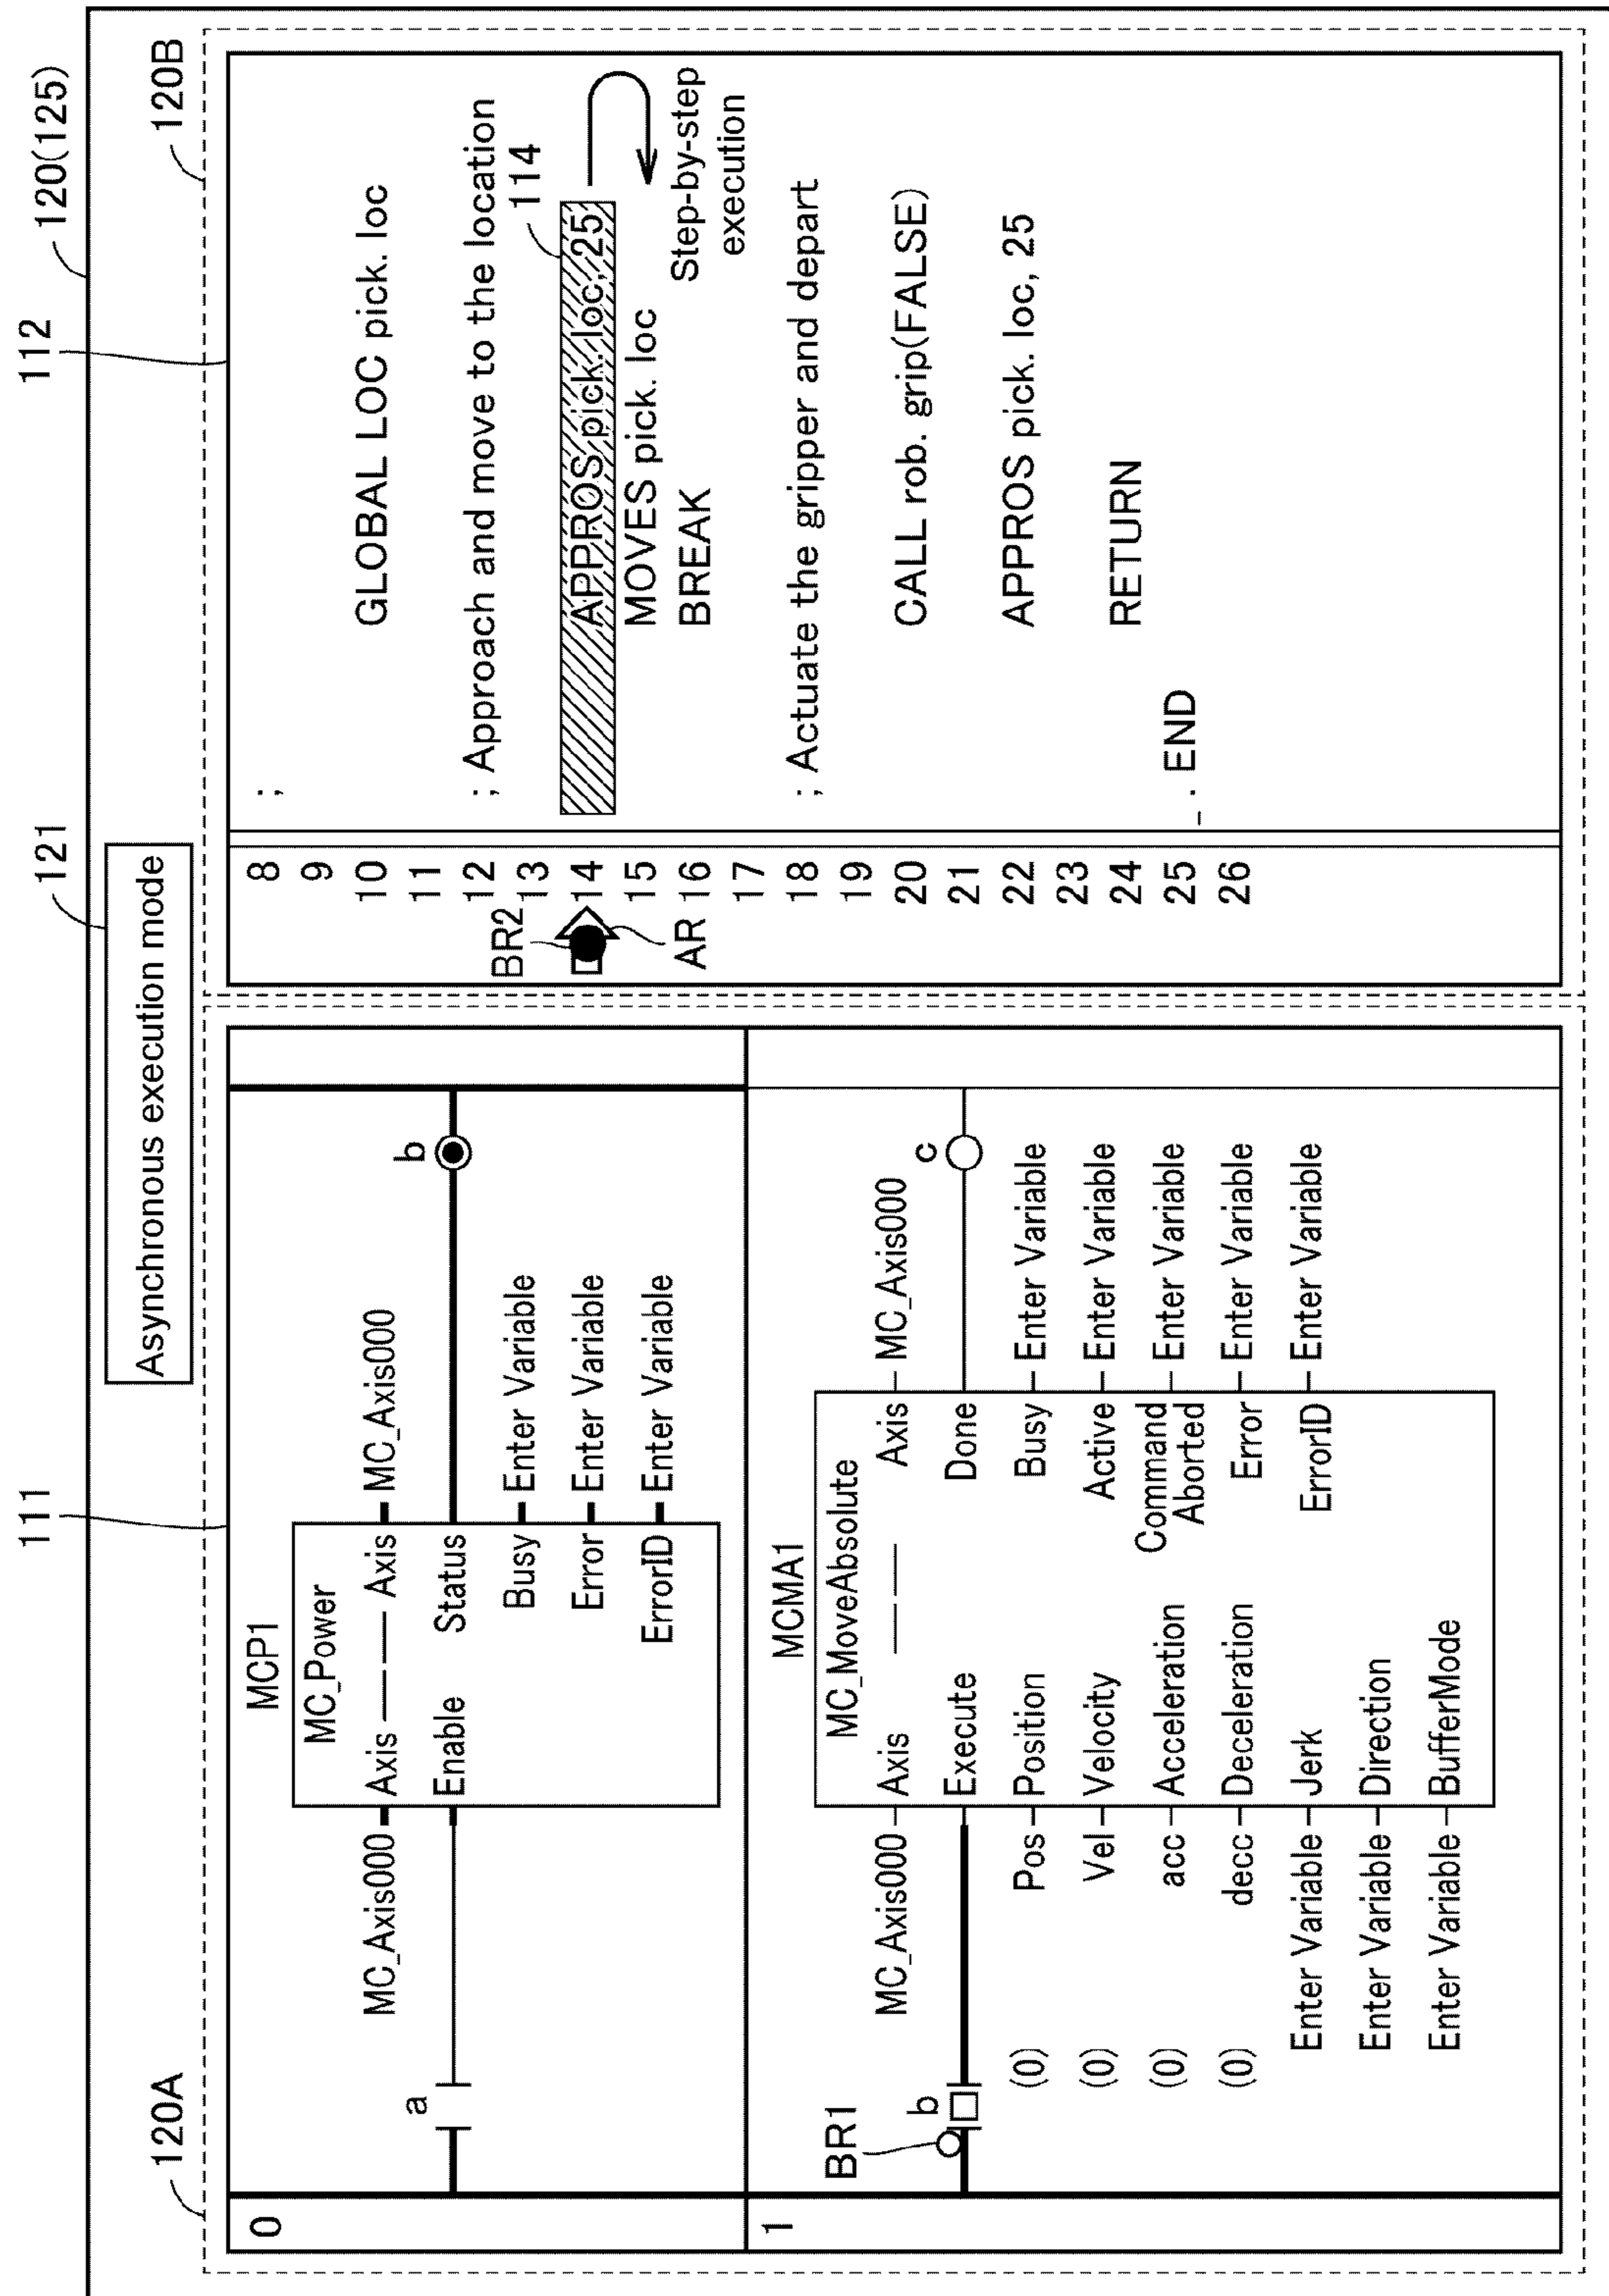 120(125)
111
121
112
Asynchronous execution mode
120A
120B
0
MCP1
MC_Power
MC_Axis000
Axis
Axis
MC_Axis000
a
Enable
Status
b
Busy
Enter Variable
Error
Enter Variable
ErrorID
Enter Variable
1
MCMA1
MC_MoveAbsolute
BR1
MC_Axis000
Axis
Axis
MC_Axis000
b
Execute
Done
c
(0)
Pos
Position
Busy
Enter Variable
(0)
Vel
Velocity
Active
Enter Variable
(0)
acc
Acceleration
Command
Aborted
Enter Variable
(0)
decc
Deceleration
Error
Enter Variable
Enter Variable
Jerk
ErrorID
Enter Variable
Enter Variable
Direction
Enter Variable
BufferMode
8 ;
9
10 GLOBAL LOC pick. loc
11
12 ; Approach and move to the location
BR2
13
114
14 APPROS pick. loc, 25
15 MOVES pick. loc
AR
16 BREAK
Step-by-step
execution
17
18 ; Actuate the gripper and depart
19
20 CALL rob. grip(FALSE)
21
22 APPROS pick. loc, 25
23
24 RETURN
25 _. END
26